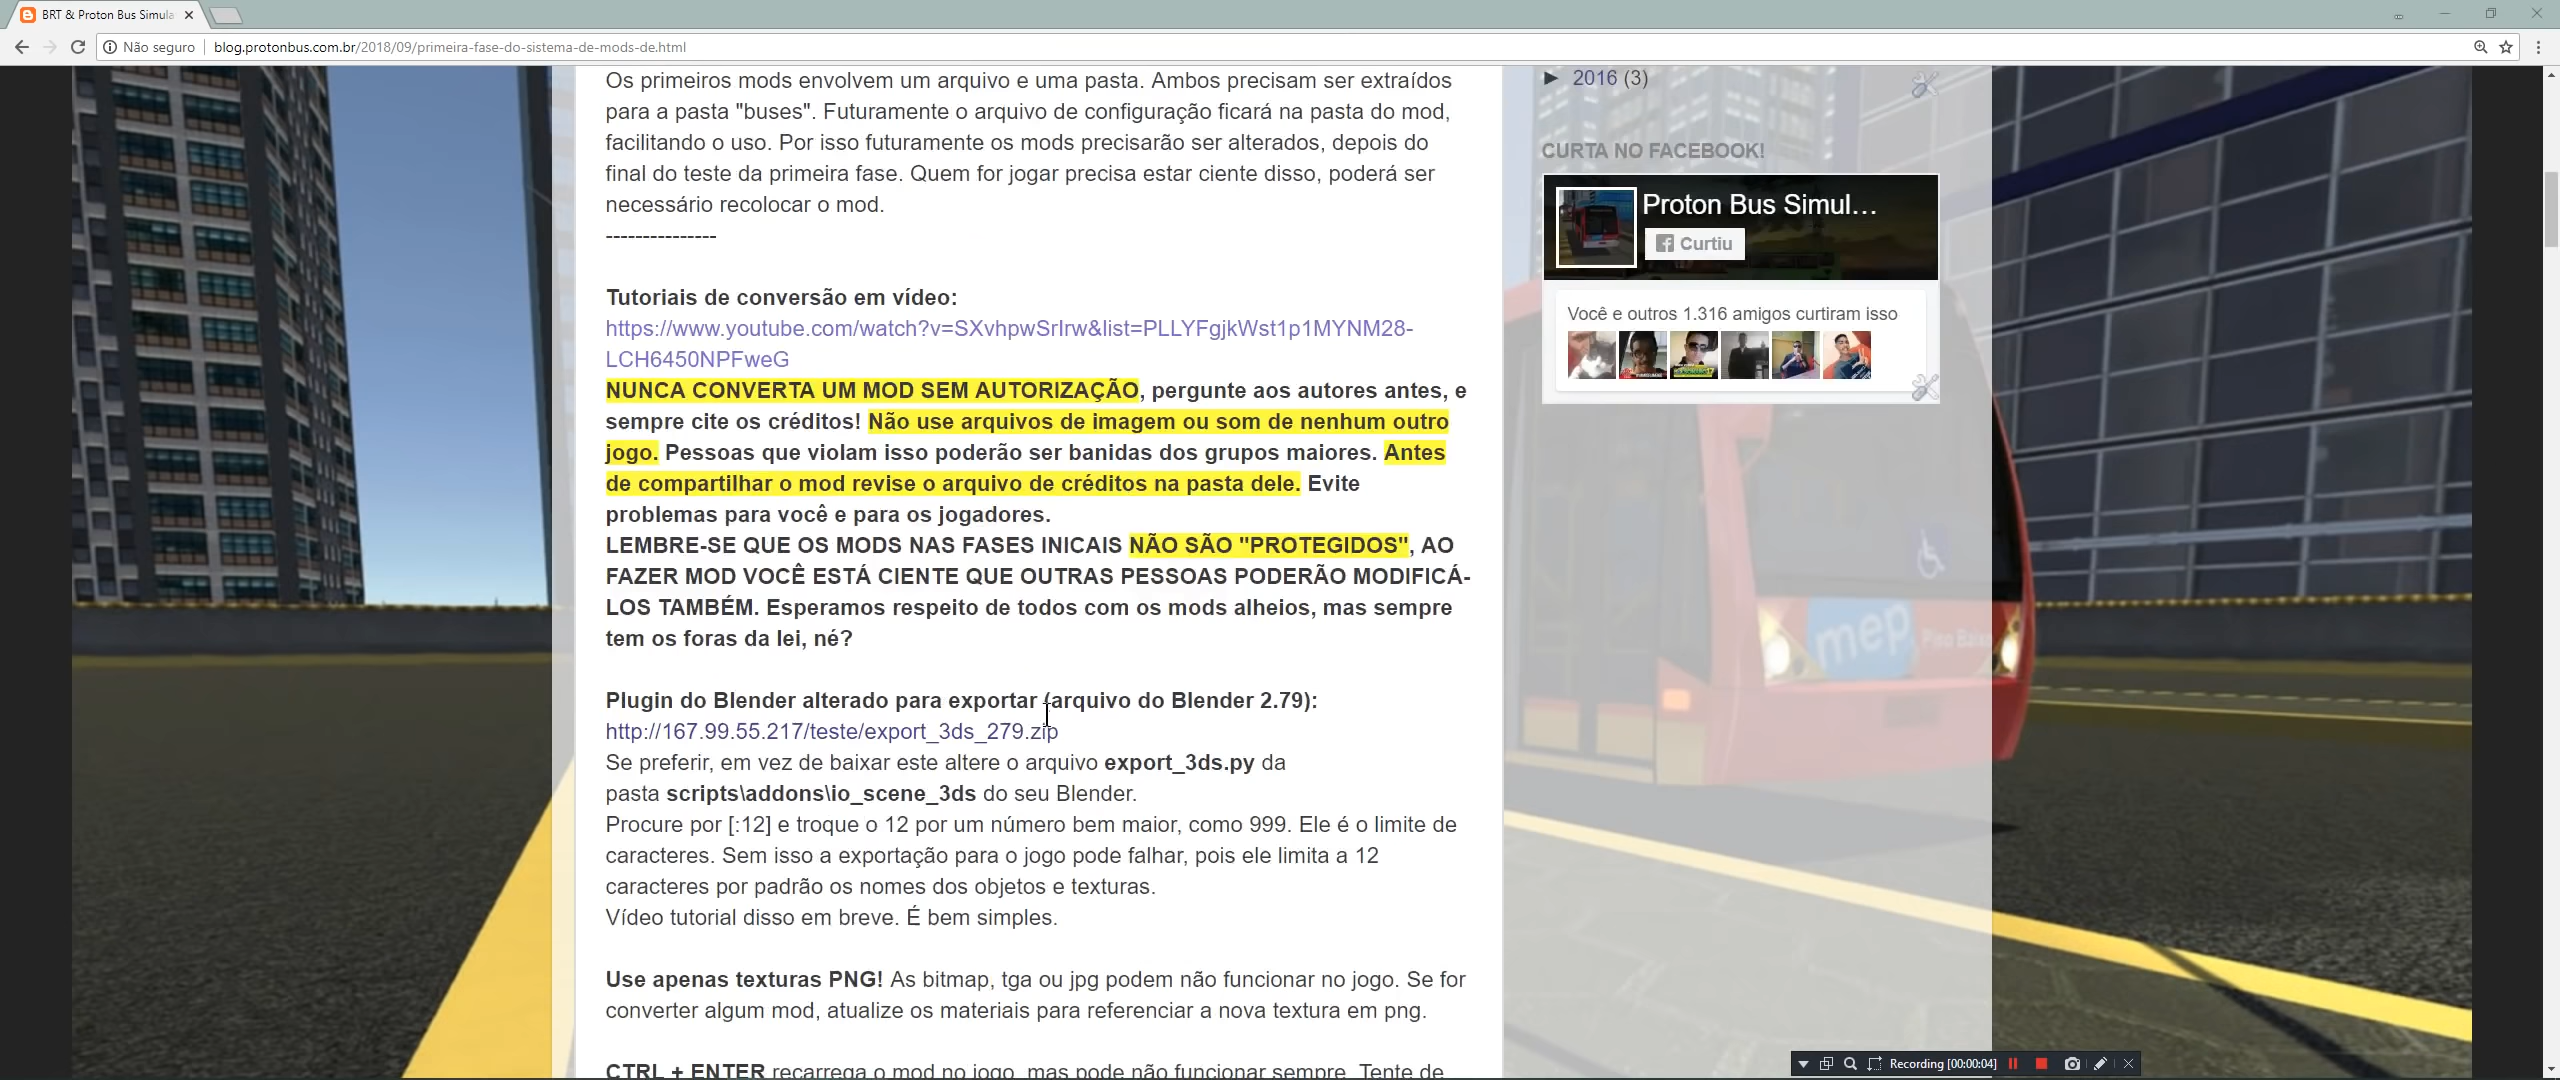 BRT & Proton Bus Simula
Não seguro
blog.protonbus.com.br/2018/09/primeira-fase-do-sistema-de-mods-de.html
Os primeiros mods envolvem um arquivo e uma pasta. Ambos precisam ser extraídos
para a pasta "buses". Futuramente o arquivo de configuração ficará na pasta do mod,
facilitando o uso. Por isso futuramente os mods precisarão ser alterados, depois do
final do teste da primeira fase. Quem for jogar precisa estar ciente disso, poderá ser
necessário recolocar o mod.
---------------
Tutoriais de conversão em vídeo:
https://www.youtube.com/watch?v=SXvhpwSrIrw&list=PLLYFgjkWst1p1MYNM28-
LCH6450NPFweG
NUNCA CONVERTA UM MOD SEM AUTORIZAÇÃO, pergunte aos autores antes, e
sempre cite os créditos! Não use arquivos de imagem ou som de nenhum outro
jogo. Pessoas que violam isso poderão ser banidas dos grupos maiores. Antes
de compartilhar o mod revise o arquivo de créditos na pasta dele. Evite
problemas para você e para os jogadores.
LEMBRE-SE QUE OS MODS NAS FASES INICAIS NÃO SÃO "PROTEGIDOS", AO
FAZER MOD VOCÊ ESTÁ CIENTE QUE OUTRAS PESSOAS PODERÃO MODIFICÁ-
LOS TAMBÉM. Esperamos respeito de todos com os mods alheios, mas sempre
tem os foras da lei, né?
Plugin do Blender alterado para exportar (arquivo do Blender 2.79):
http://167.99.55.217/teste/export_3ds_279.zip
Se preferir, em vez de baixar este altere o arquivo export_3ds.py da
pasta scripts\addons\io_scene_3ds do seu Blender.
Procure por [:12] e troque o 12 por um número bem maior, como 999. Ele é o limite de
caracteres. Sem isso a exportação para o jogo pode falhar, pois ele limita a 12
caracteres por padrão os nomes dos objetos e texturas.
Vídeo tutorial disso em breve. É bem simples.
Use apenas texturas PNG! As bitmap, tga ou jpg podem não funcionar no jogo. Se for
converter algum mod, atualize os materiais para referenciar a nova textura em png.
CTRL + ENTER recarrega o mod no jogo, mas pode não funcionar sempre. Tente de
► 2016 (3)
CURTA NO FACEBOOK!
Proton Bus Simul...
Curtiu
Você e outros 1.316 amigos curtiram isso
mep
Piso Baixo
Recording [00:00:04]